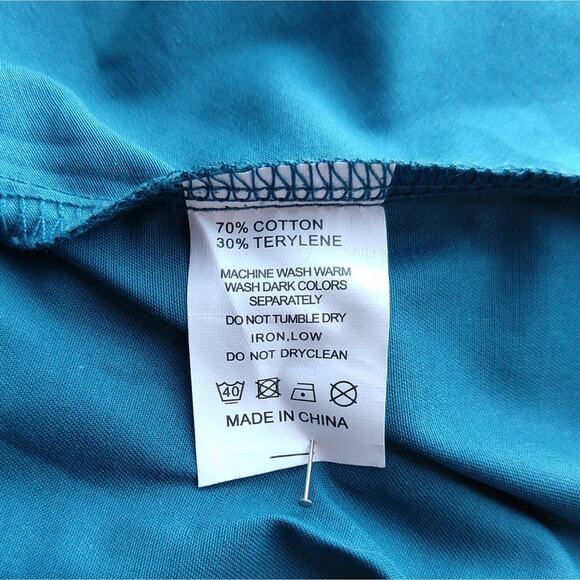 70% COTTON
30% TERYLENE
MACHINE WASH WARM
WASH DARK COLORS
SEPARATELY
DO NOT TUMBLE DRY
IRON,LOW
DO NOT DRYCLEAN
40
MADE IN CHINA